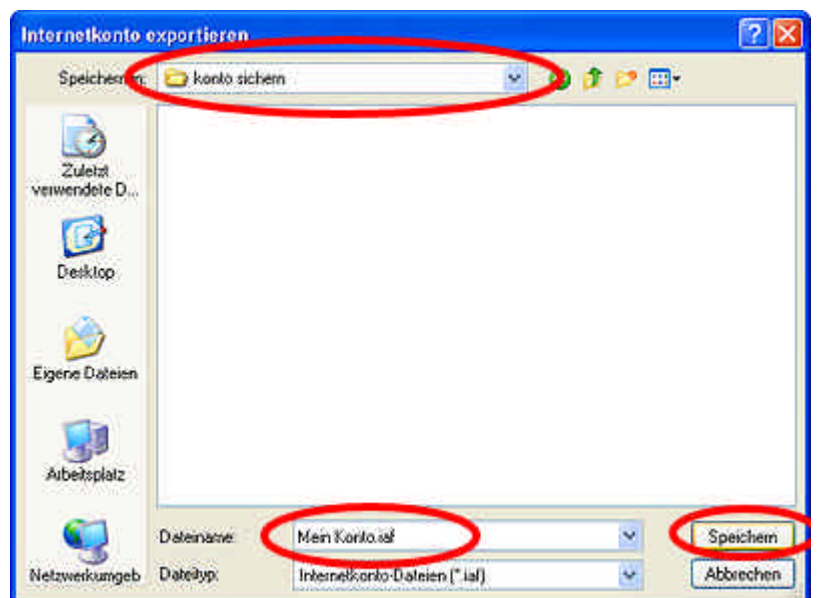 Internetkonto exportieren
Speichern in:
konto sichern
Zuletzt
verwendete D...
Desktop
Eigene Dateien
Arbeitsplatz
Netzwerkumgeb
Dateiname:
Mein Konto.iaf
Speichern
Dateityp:
Internetkonto-Dateien (*.iaf)
Abbrechen